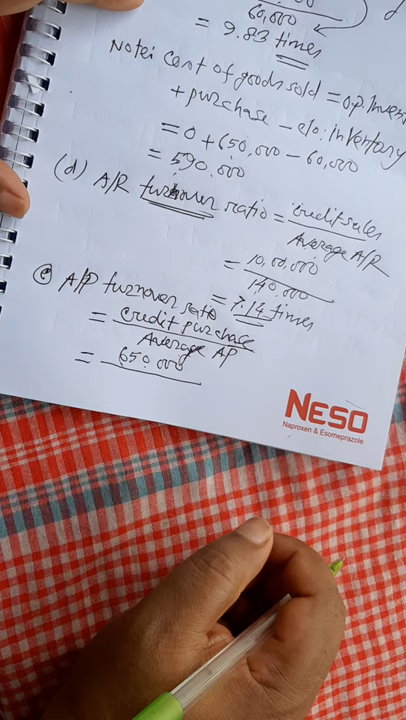 60,000
= 9.83 times
Note: Cost of goods sold = op. inven
+ purchase - clo: inventory
= 0 + 650,000 - 60,000
= 590,000
(d) A/R turnover ratio = credit sales
Average A/R
= 10,00,000
140,000
= 7.14 times
(e) A/P turnover ratio
= credit purchase
Average AP
= 650,000
NESO
Naproxen & Esomeprazole